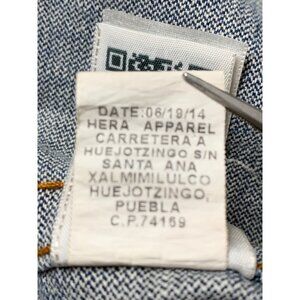 DATE:06/19/14
HERA APPAREL
CARRETERA A
HUEJOTZINGO S/N
SANTA ANA
XALMIMILULCO
HUEJOTZINGO,
PUEBLA
C.P.74169